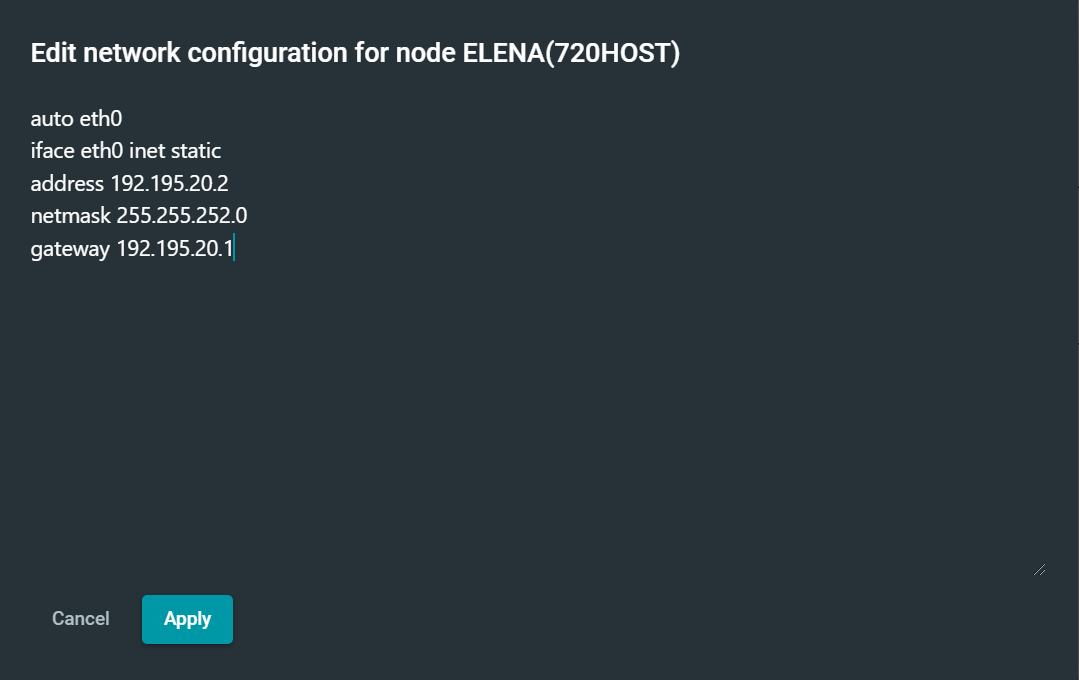 Edit network configuration for node ELENA(720HOST)
auto eth0
iface eth0 inet static
address 192.195.20.2
netmask 255.255.252.0
gateway 192.195.20.1
Cancel
Apply